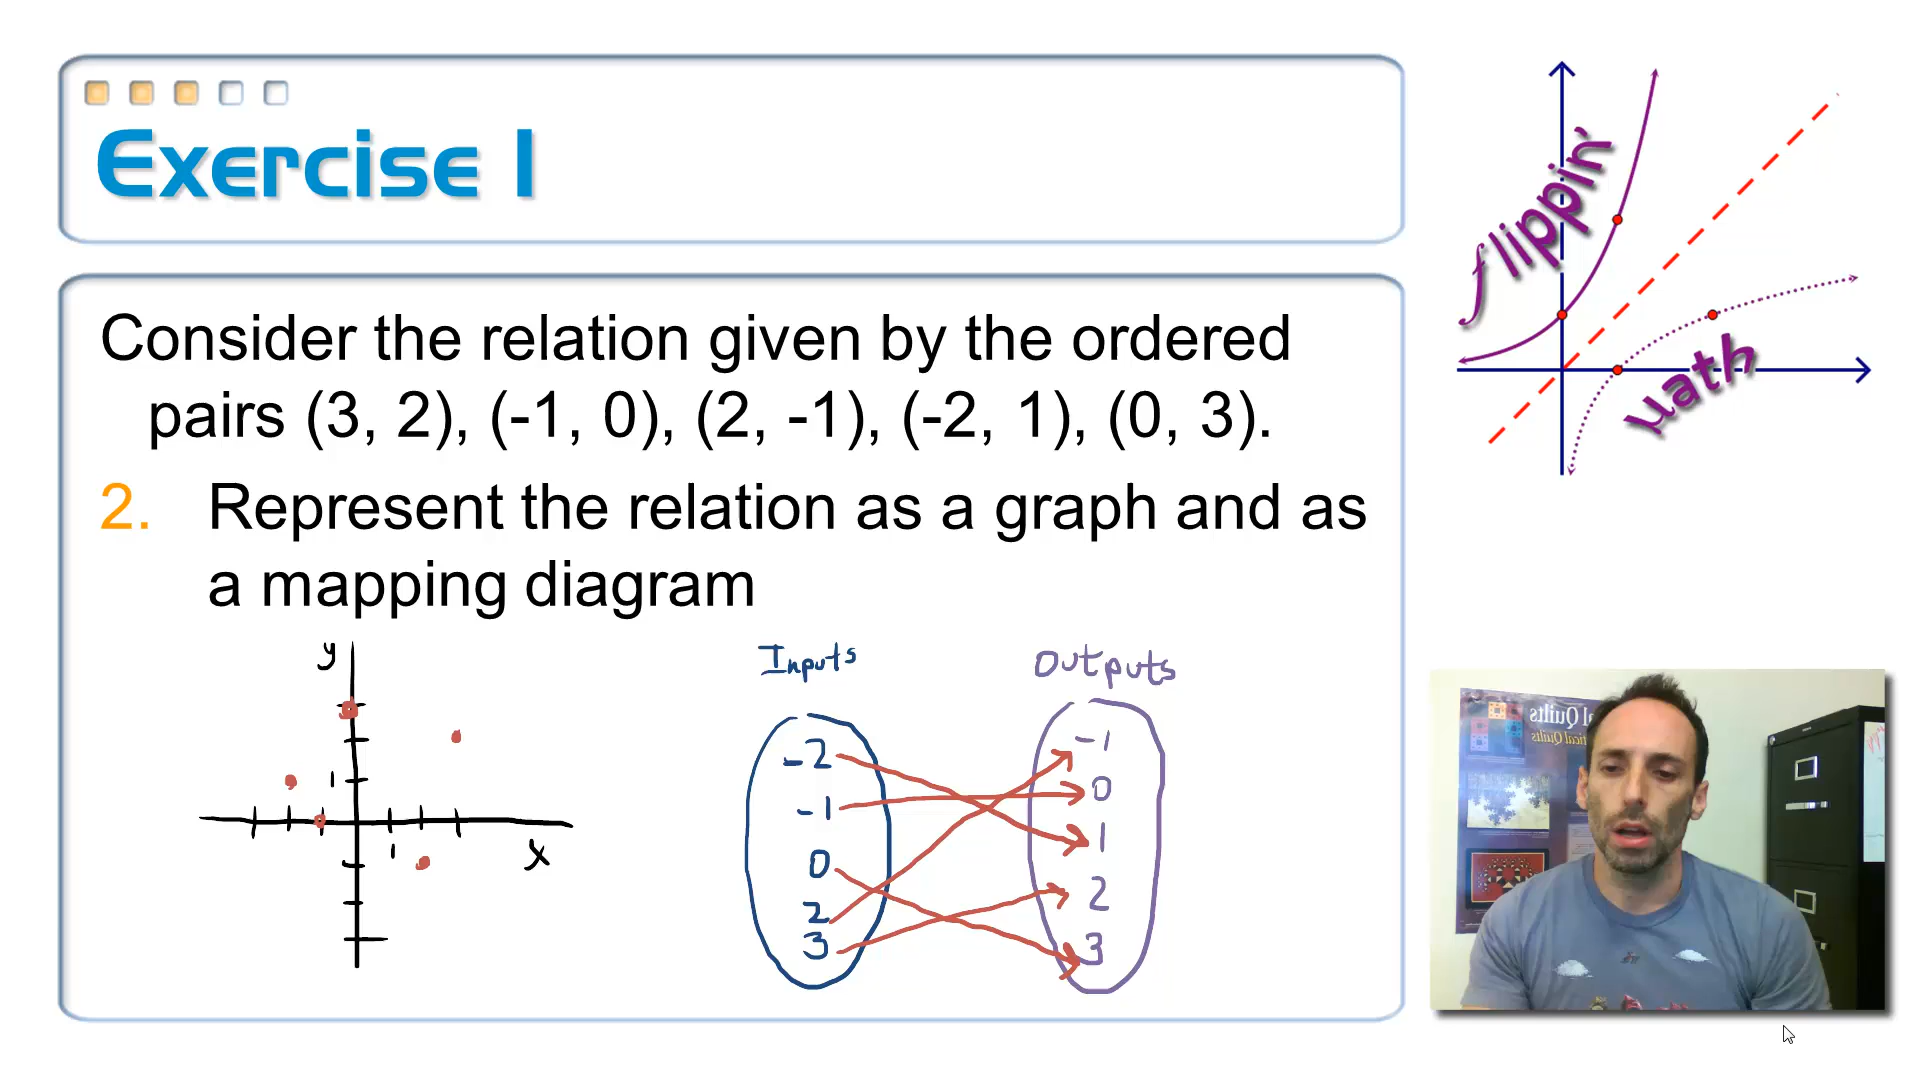 Exercise 1
Consider the relation given by the ordered
pairs (3, 2), (-1, 0), (2, -1), (-2, 1), (0, 3).
2. Represent the relation as a graph and as
a mapping diagram
y
1
1
x
Inputs
-2
-1
0
2
3
Outputs
-1
0
1
2
3
flippin'
math
Quilts
Quilts